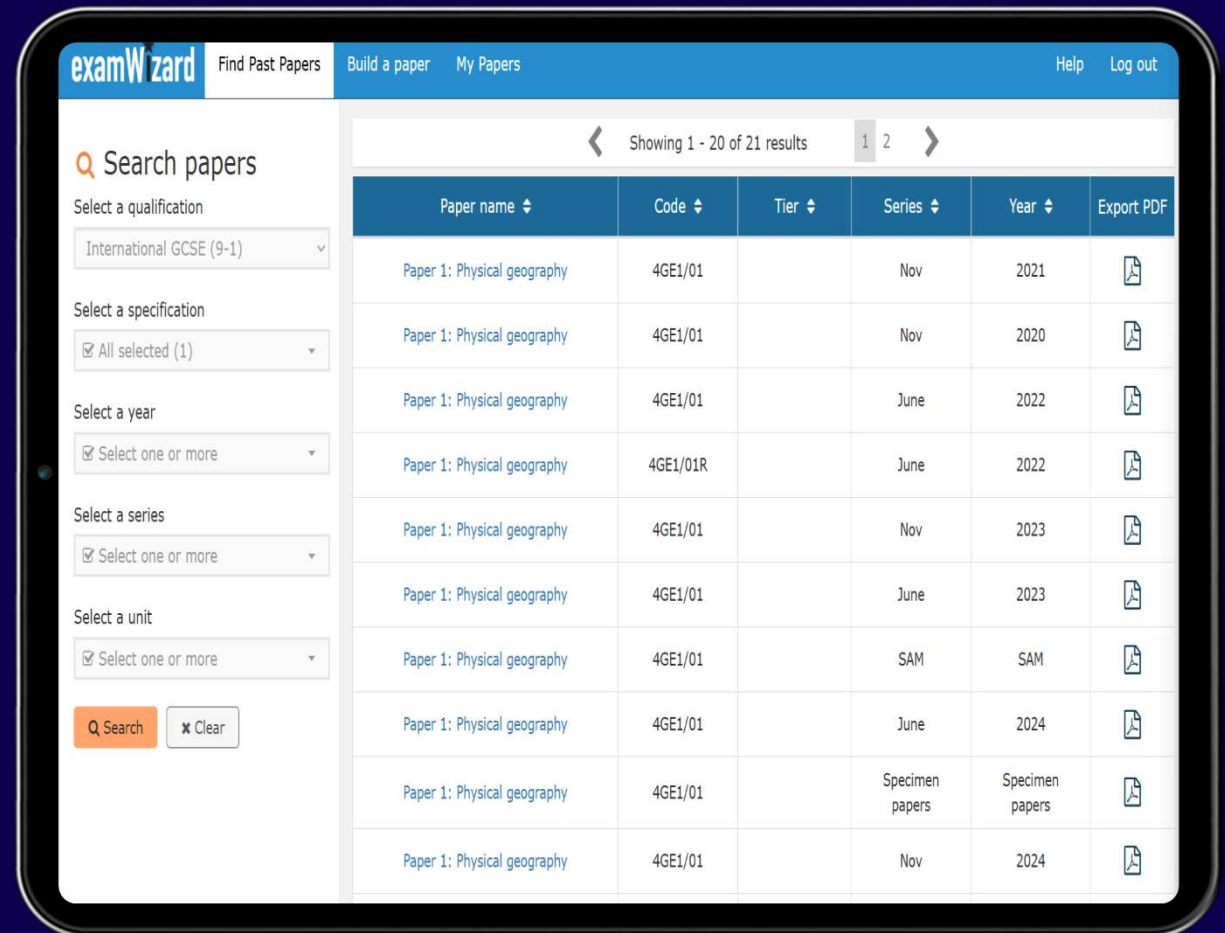 examWizard Find Past Papers Build a paper My Papers Help Log out
Search papers
Select a qualification
International GCSE (9-1)
Select a specification
All selected (1)
Select a year
Select one or more
Select a series
Select one or more
Select a unit
Select one or more
Search Clear
Showing 1 - 20 of 21 results 1 2
Paper name Code Tier Series Year Export PDF
Paper 1: Physical geography 4GE1/01 Nov 2021
Paper 1: Physical geography 4GE1/01 Nov 2020
Paper 1: Physical geography 4GE1/01 June 2022
Paper 1: Physical geography 4GE1/01R June 2022
Paper 1: Physical geography 4GE1/01 Nov 2023
Paper 1: Physical geography 4GE1/01 June 2023
Paper 1: Physical geography 4GE1/01 SAM SAM
Paper 1: Physical geography 4GE1/01 June 2024
Paper 1: Physical geography 4GE1/01 Specimen papers Specimen papers
Paper 1: Physical geography 4GE1/01 Nov 2024